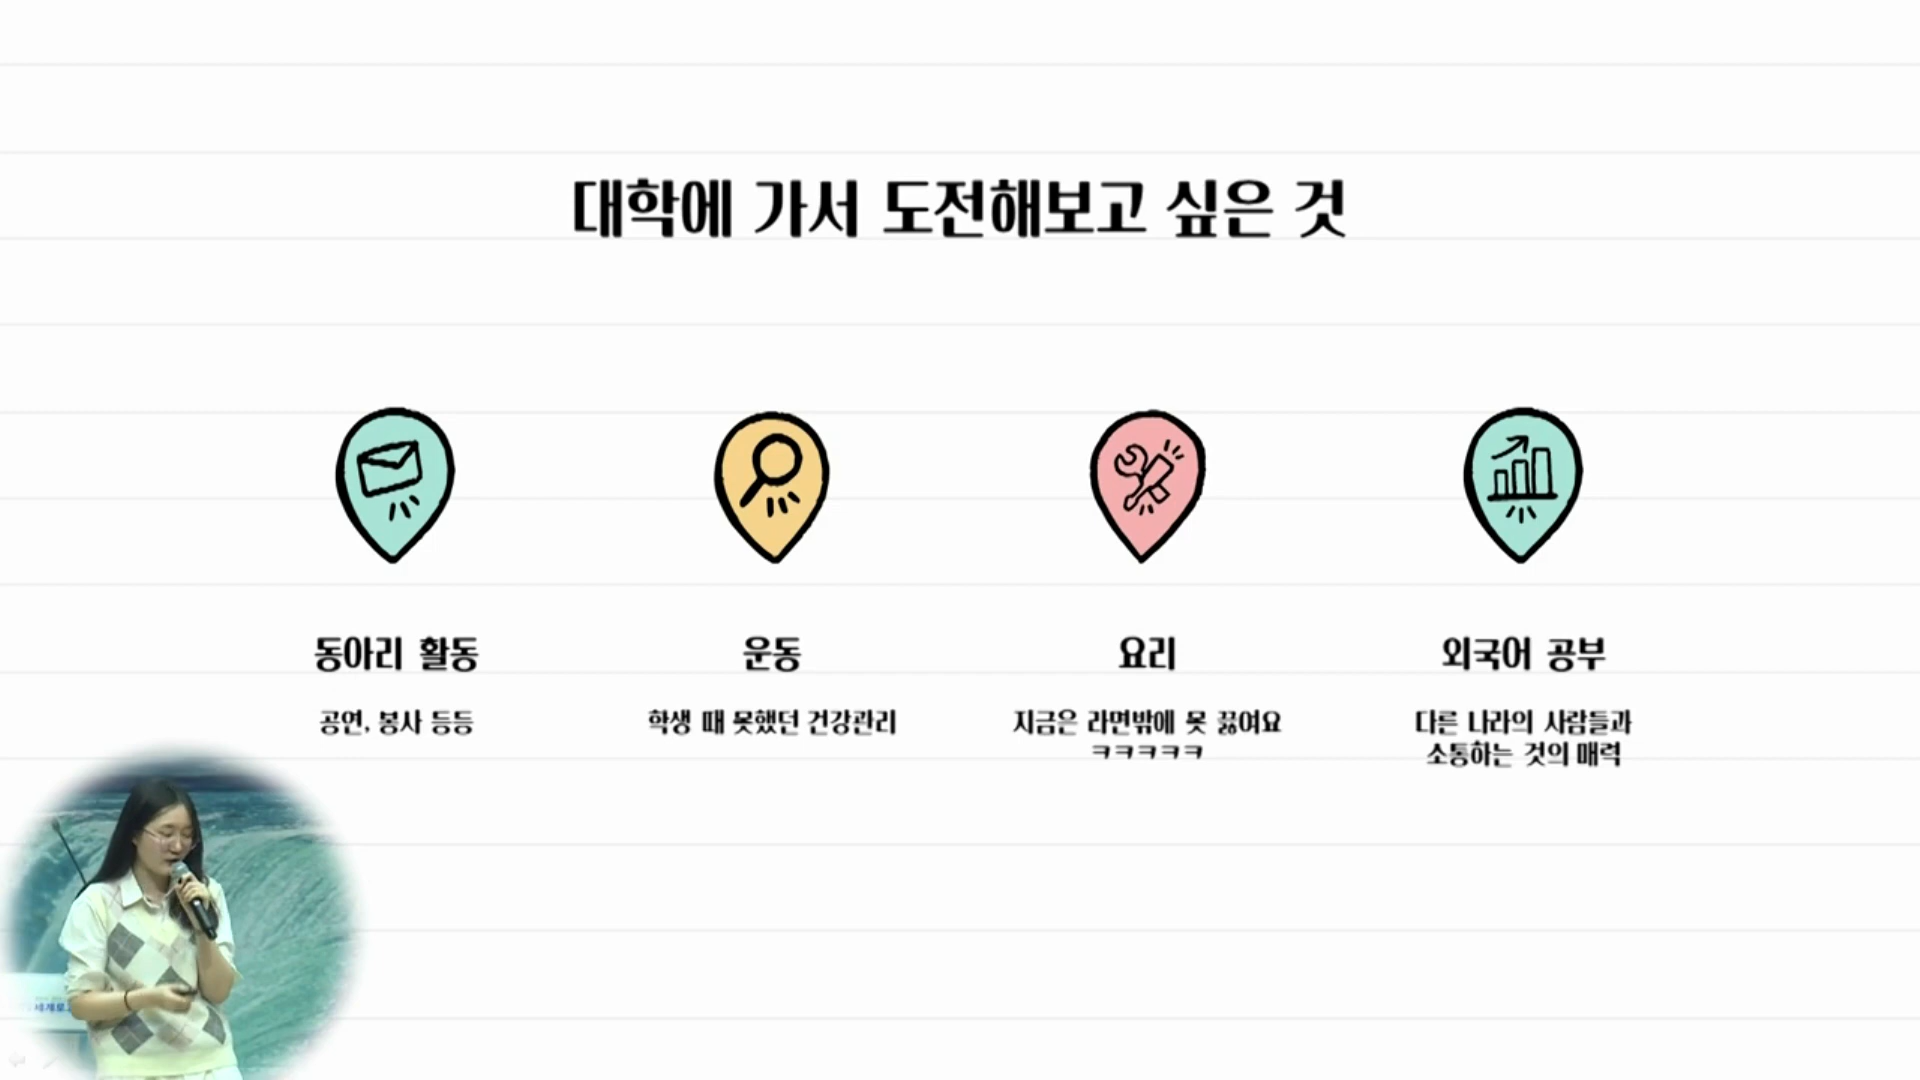 대학에 가서 도전해보고 싶은 것
동아리 활동
공연, 봉사 등등
운동
학생 때 못했던 건강관리
요리
지금은 라면밖에 못 끓여요
ㅋㅋㅋㅋㅋ
외국어 공부
다른 나라의 사람들과
소통하는 것의 매력
세계로